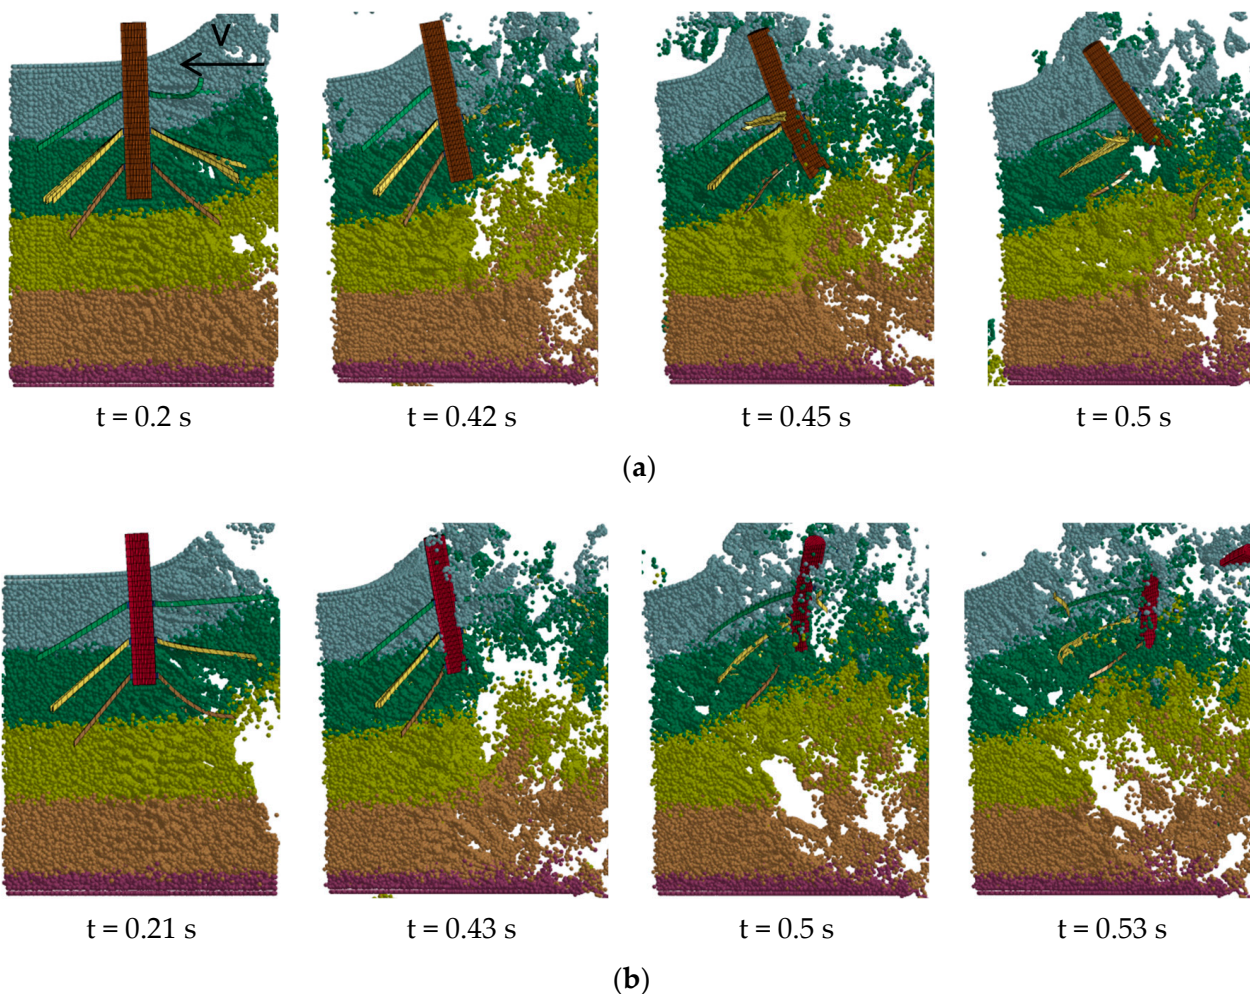 V
t = 0.2 s t = 0.42 s t = 0.45 s t = 0.5 s
(a)
t = 0.21 s t = 0.43 s t = 0.5 s t = 0.53 s
(b)